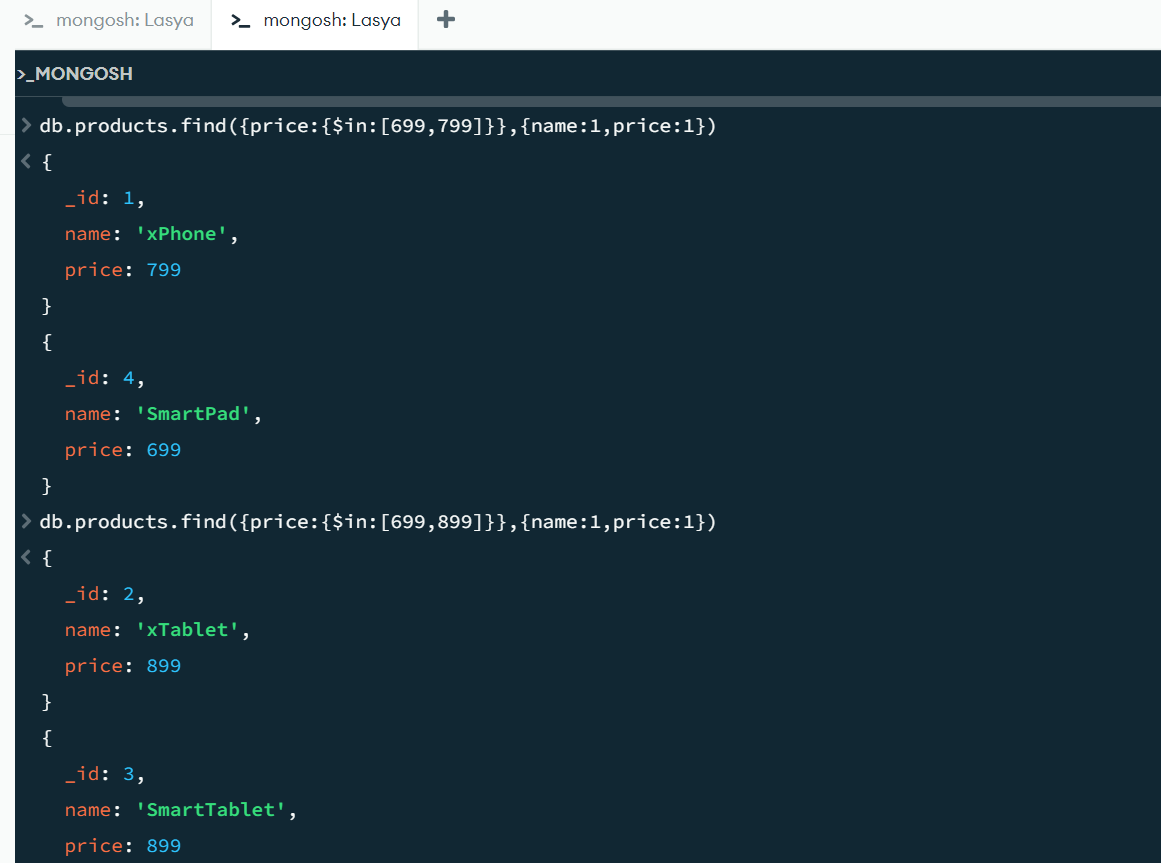 >_ mongosh: Lasya >_ mongosh: Lasya +
>_MONGOSH
> db.products.find({price:{$in:[699,799]}},{name:1,price:1})
< {
_id: 1,
name: 'xPhone',
price: 799
}
{
_id: 4,
name: 'SmartPad',
price: 699
}
> db.products.find({price:{$in:[699,899]}},{name:1,price:1})
< {
_id: 2,
name: 'xTablet',
price: 899
}
{
_id: 3,
name: 'SmartTablet',
price: 899